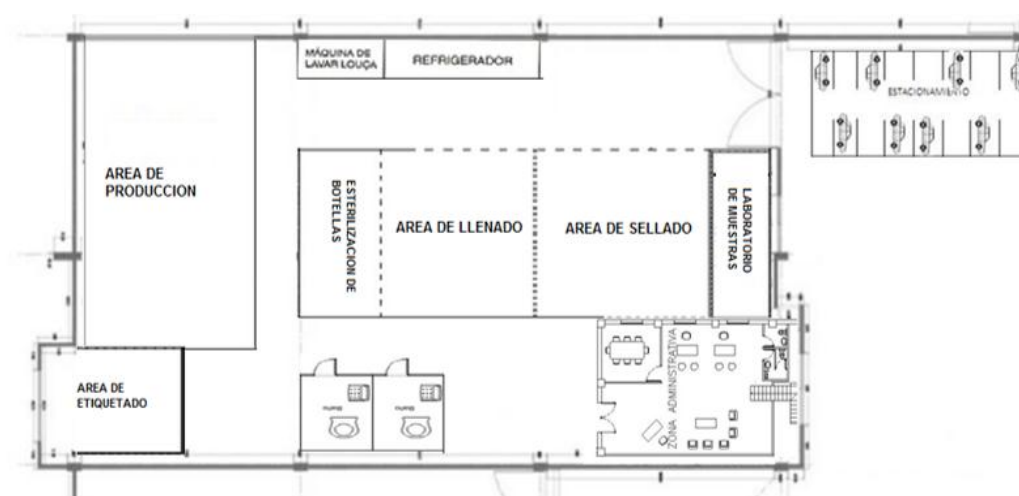 MÁQUINA DE
LAVAR LOUÇA
REFRIGERADOR
ESTACIONAMIENTO
AREA DE
PRODUCCION
ESTERILIZACION DE
BOTELLAS
AREA DE LLENADO
AREA DE SELLADO
LABORATORIO
DE MUESTRAS
AREA DE
ETIQUETADO
ZONA ADMINISTRATIVA